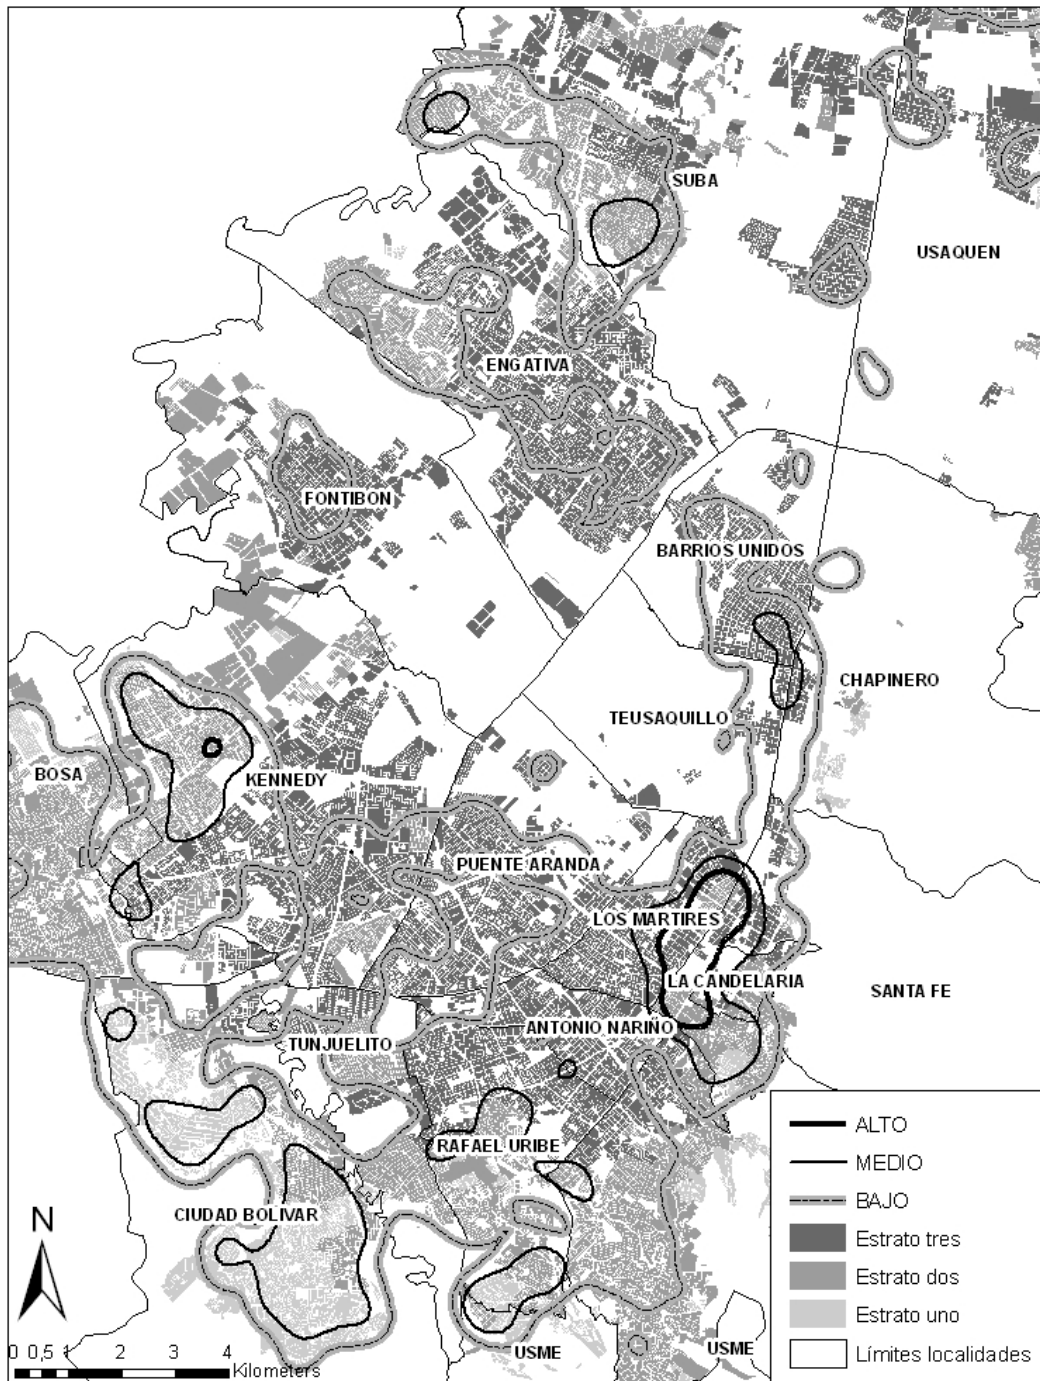 SUBA
USAQUEN
ENGATIVA
FONTIBON
BARRIOS UNIDOS
CHAPINERO
TEUSAQUILLO
BOSA
KENNEDY
PUENTE ARANDA
LOS MARTIRES
LA CANDELARIA
SANTA FE
ANTONIO NARIÑO
TUNJUELITO
RAFAEL URIBE
CIUDAD BOLIVAR
USME
USME
N
0 0,5 1 2 3 4
Kilometers
ALTO
MEDIO
BAJO
Estrato tres
Estrato dos
Estrato uno
Límites localidades